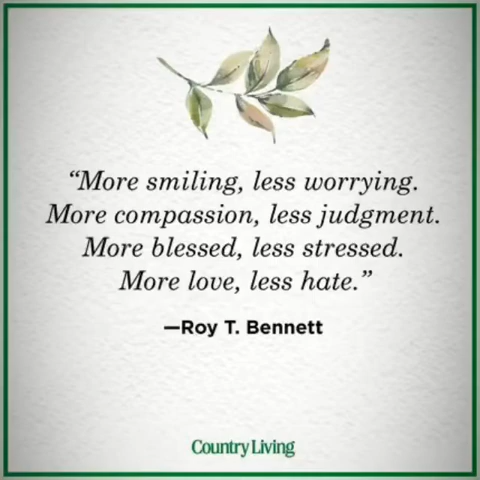 “More smiling, less worrying.
More compassion, less judgment.
More blessed, less stressed.
More love, less hate.”
—Roy T. Bennett
Country Living